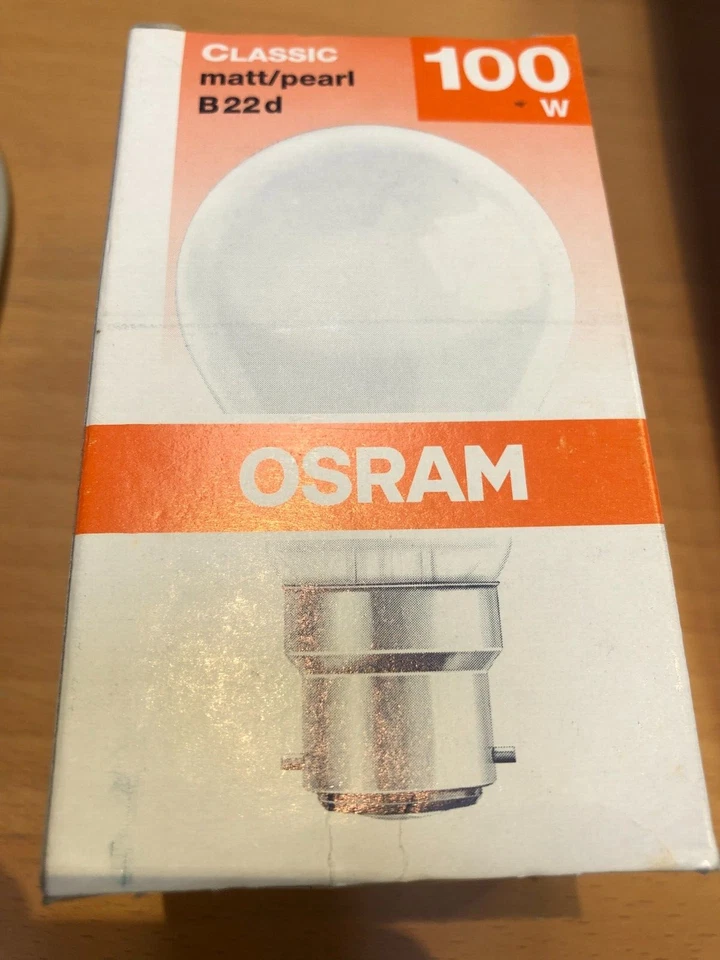 CLASSIC
matt/pearl
B22d
100
W
OSRAM